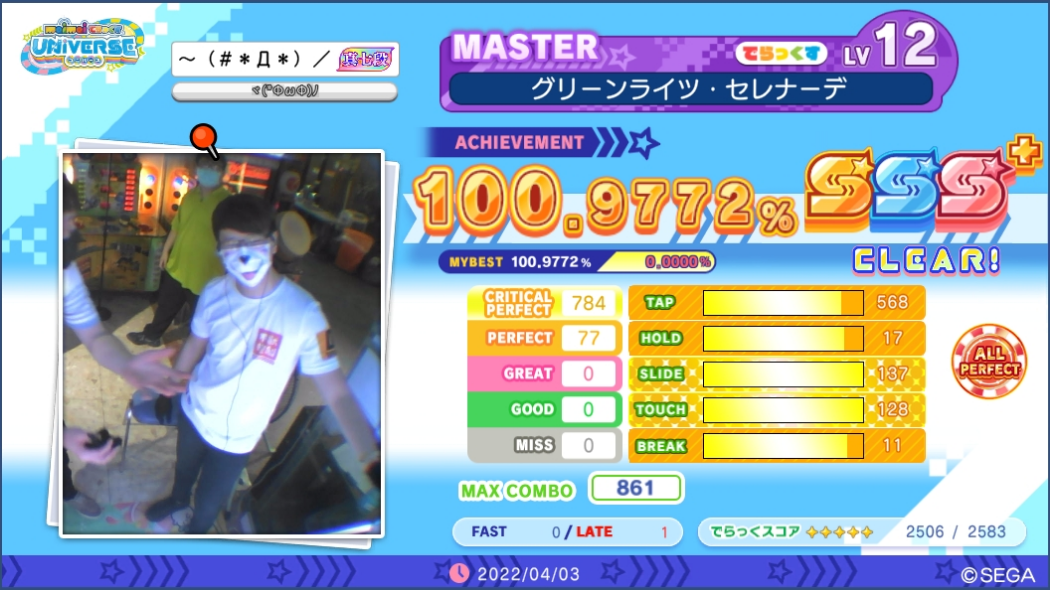 maimai でらっくす
UNiVERSE
～（＃＊Д＊）／
MASTER
でらっくす
LV 12
グリーンライツ・セレナーデ
ACHIEVEMENT
100.9772%
SSS+
MYBEST 100.9772% 0.0000%
CLEAR!
CRITICAL PERFECT 784
PERFECT 77
GREAT 0
GOOD 0
MISS 0
TAP 568
HOLD 17
SLIDE 137
TOUCH 128
BREAK 11
ALL PERFECT
MAX COMBO 861
FAST 0/LATE 1
でらっくスコア ✧✧✧✧✧ 2506 / 2583
2022/04/03
©SEGA